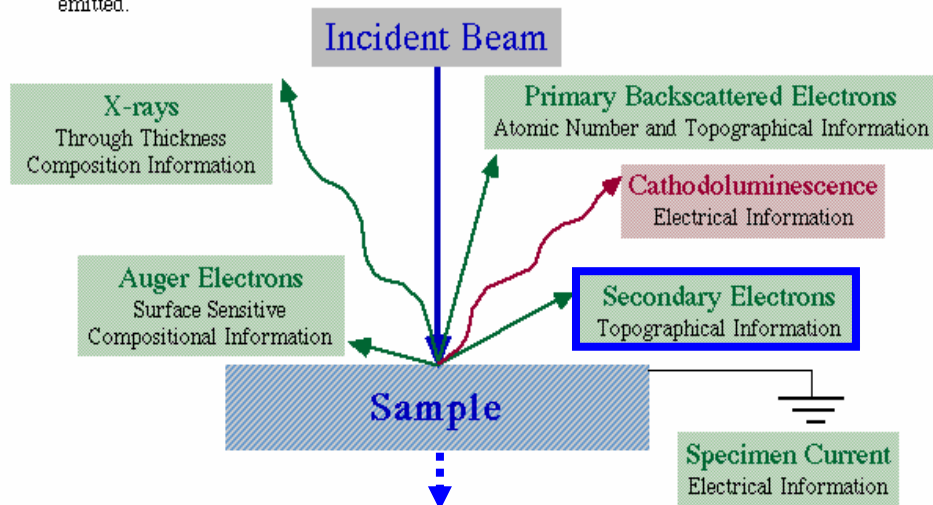 emitted.
Incident Beam
X-rays
Through Thickness
Composition Information
Primary Backscattered Electrons
Atomic Number and Topographical Information
Cathodoluminescence
Electrical Information
Auger Electrons
Surface Sensitive
Compositional Information
Secondary Electrons
Topographical Information
Sample
Specimen Current
Electrical Information